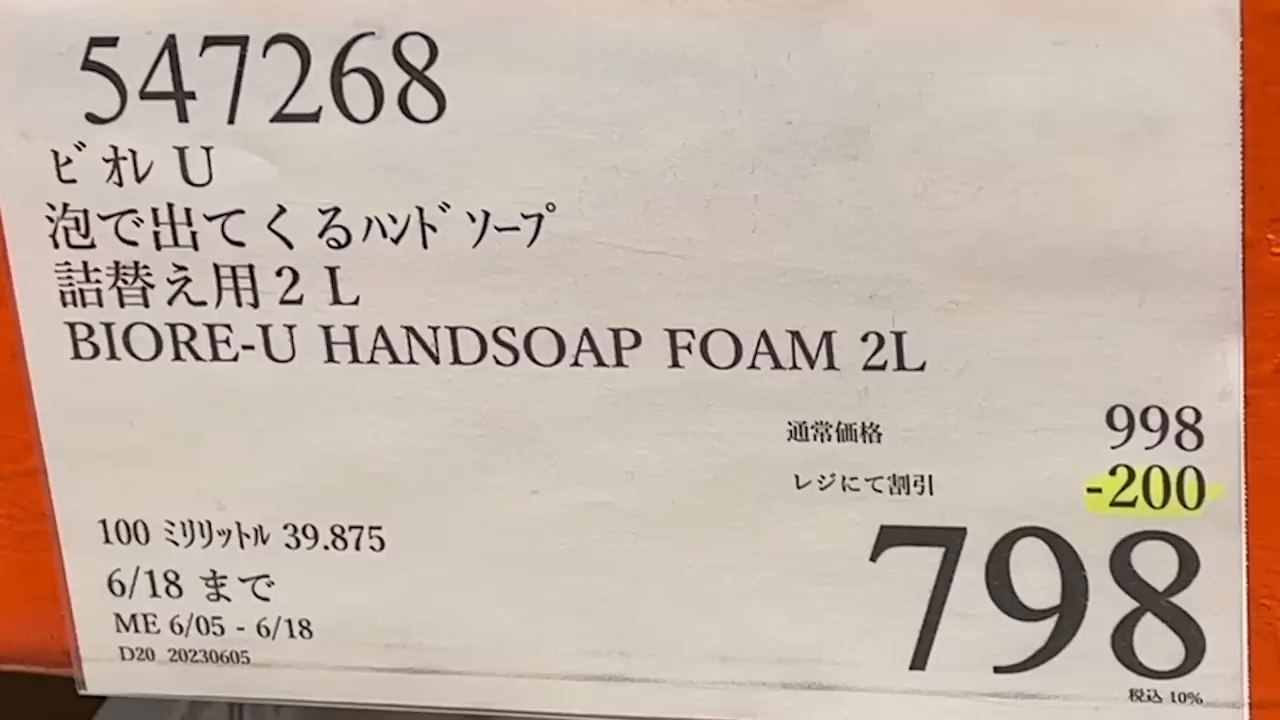 547268
ﾋﾞｵﾚ U
泡で出てくるﾊﾝﾄﾞｿｰﾌﾟ
詰替え用２Ｌ
BIORE-U HANDSOAP FOAM 2L
通常価格 998
レジにて割引 -200
798
100 ﾐﾘﾘｯﾄﾙ 39.875
6/18 まで
ME 6/05 - 6/18
D20 20230605
税込 10%